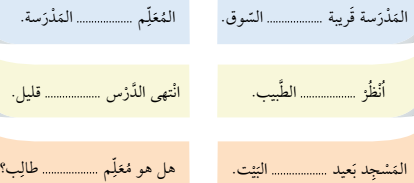 المَدْرَسة قَريبة .................. السّوق.
المُعَلِّم .................. المَدْرَسة.
أُنْظُرْ .................. الطَّبيب.
انْتهى الدَّرْس .................. قليل.
المَسْجِد بَعيد .................. البَيْت.
هل هو مُعَلِّم .................. طالِب؟